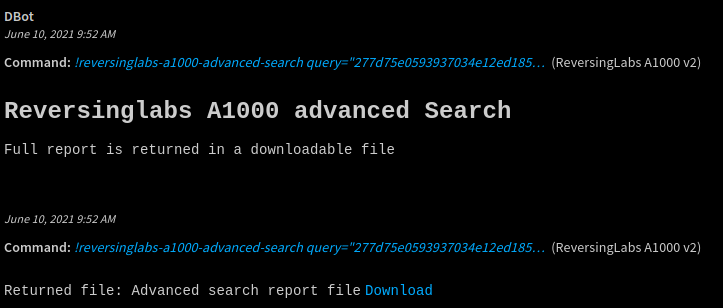 DBot
June 10, 2021 9:52 AM
Command: !reversinglabs-a1000-advanced-search query="277d75e0593937034e12ed185... (ReversingLabs A1000 v2)
Reversinglabs A1000 advanced Search
Full report is returned in a downloadable file
June 10, 2021 9:52 AM
Command: !reversinglabs-a1000-advanced-search query="277d75e0593937034e12ed185... (ReversingLabs A1000 v2)
Returned file: Advanced search report file Download